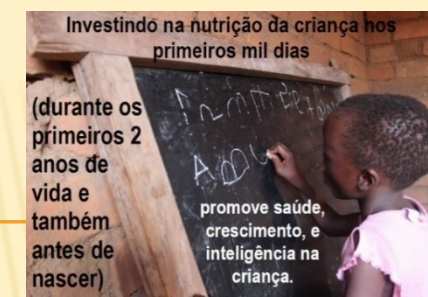 Investindo na nutrição da criança nos
primeiros mil dias
(durante os
primeiros 2
anos de
vida e
também
antes de
nascer)
promove saúde,
crescimento, e
inteligência na
criança.